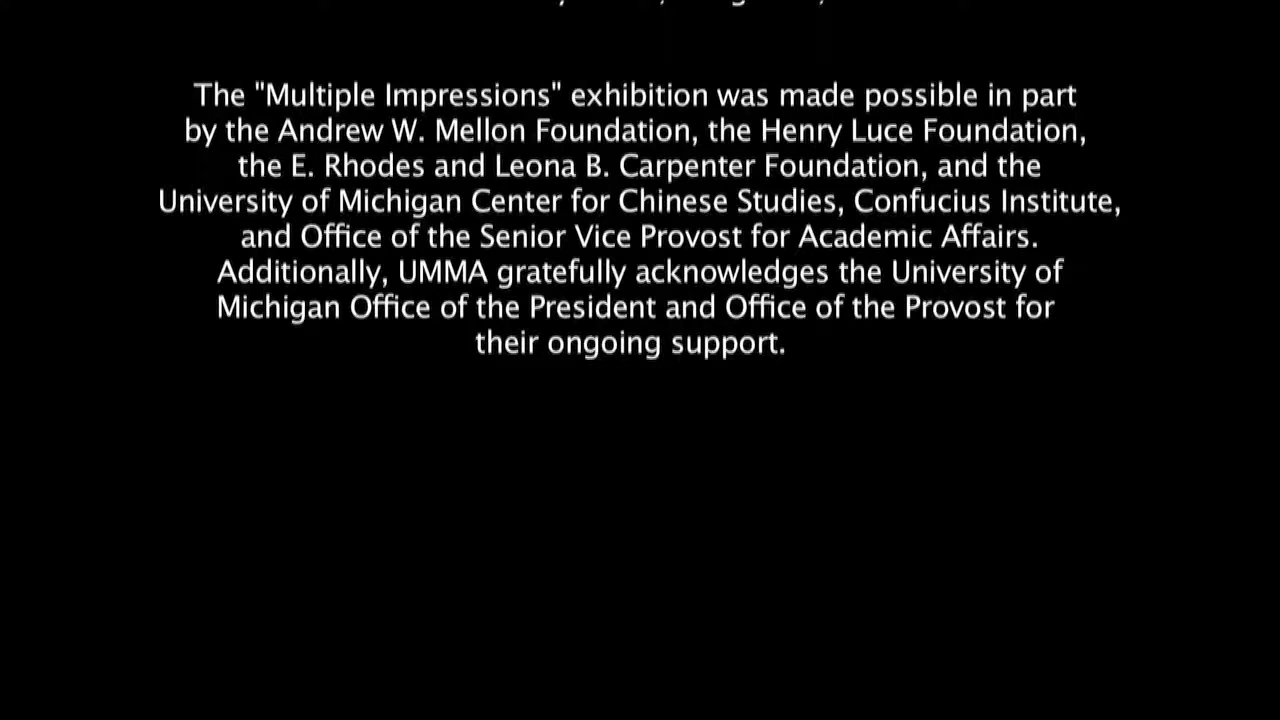 The "Multiple Impressions" exhibition was made possible in part
by the Andrew W. Mellon Foundation, the Henry Luce Foundation,
the E. Rhodes and Leona B. Carpenter Foundation, and the
University of Michigan Center for Chinese Studies, Confucius Institute,
and Office of the Senior Vice Provost for Academic Affairs.
Additionally, UMMA gratefully acknowledges the University of
Michigan Office of the President and Office of the Provost for
their ongoing support.